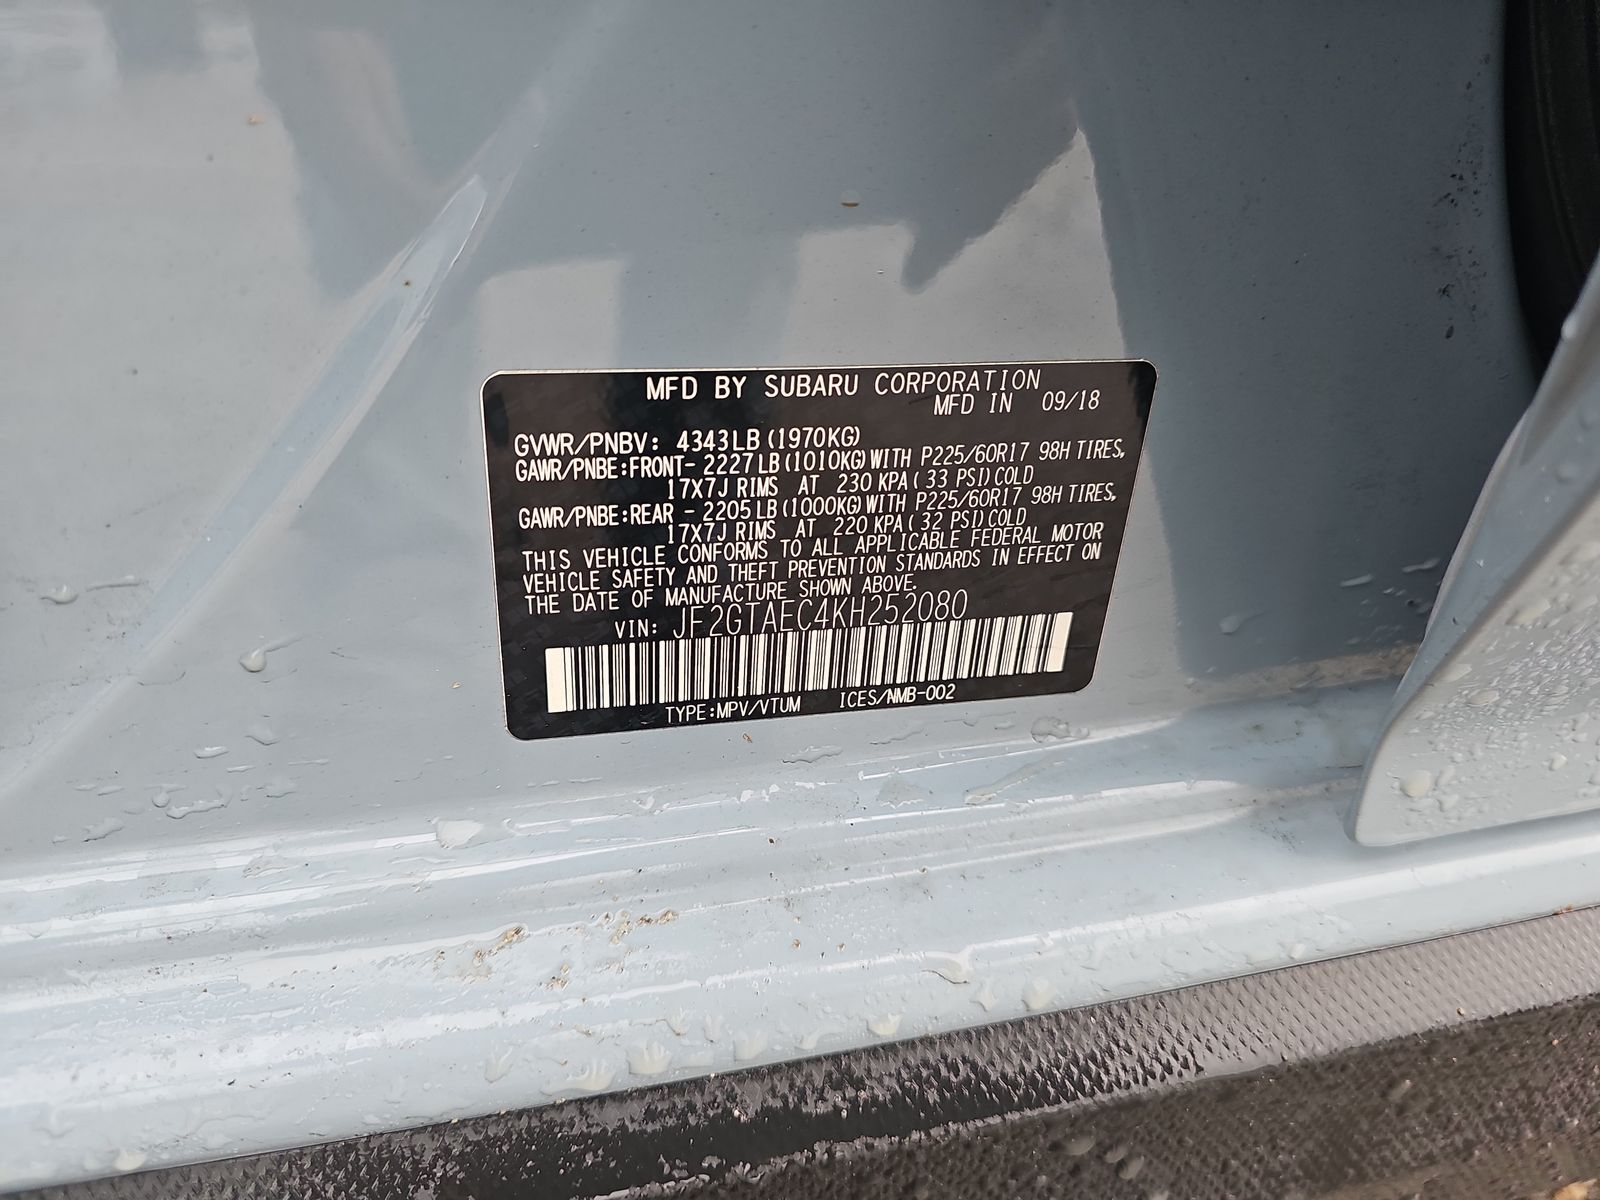 MFD BY SUBARU CORPORATION
MFD IN 09/18
GVWR/PNBV: 4343LB (1970KG)
GAWR/PNBE:FRONT- 2227 LB (1010KG) WITH P225/60R17 98H TIRES,
17X7J RIMS AT 230 KPA ( 33 PSI) COLD
GAWR/PNBE:REAR - 2205 LB (1000KG) WITH P225/60R17 98H TIRES,
17X7J RIMS AT 220 KPA ( 32 PSI) COLD
THIS VEHICLE CONFORMS TO ALL APPLICABLE FEDERAL MOTOR
VEHICLE SAFETY AND THEFT PREVENTION STANDARDS IN EFFECT ON
THE DATE OF MANUFACTURE SHOWN ABOVE.
VIN: JF2GTAEC4KH252080
TYPE:MPV/VTUM ICES/NMB-002